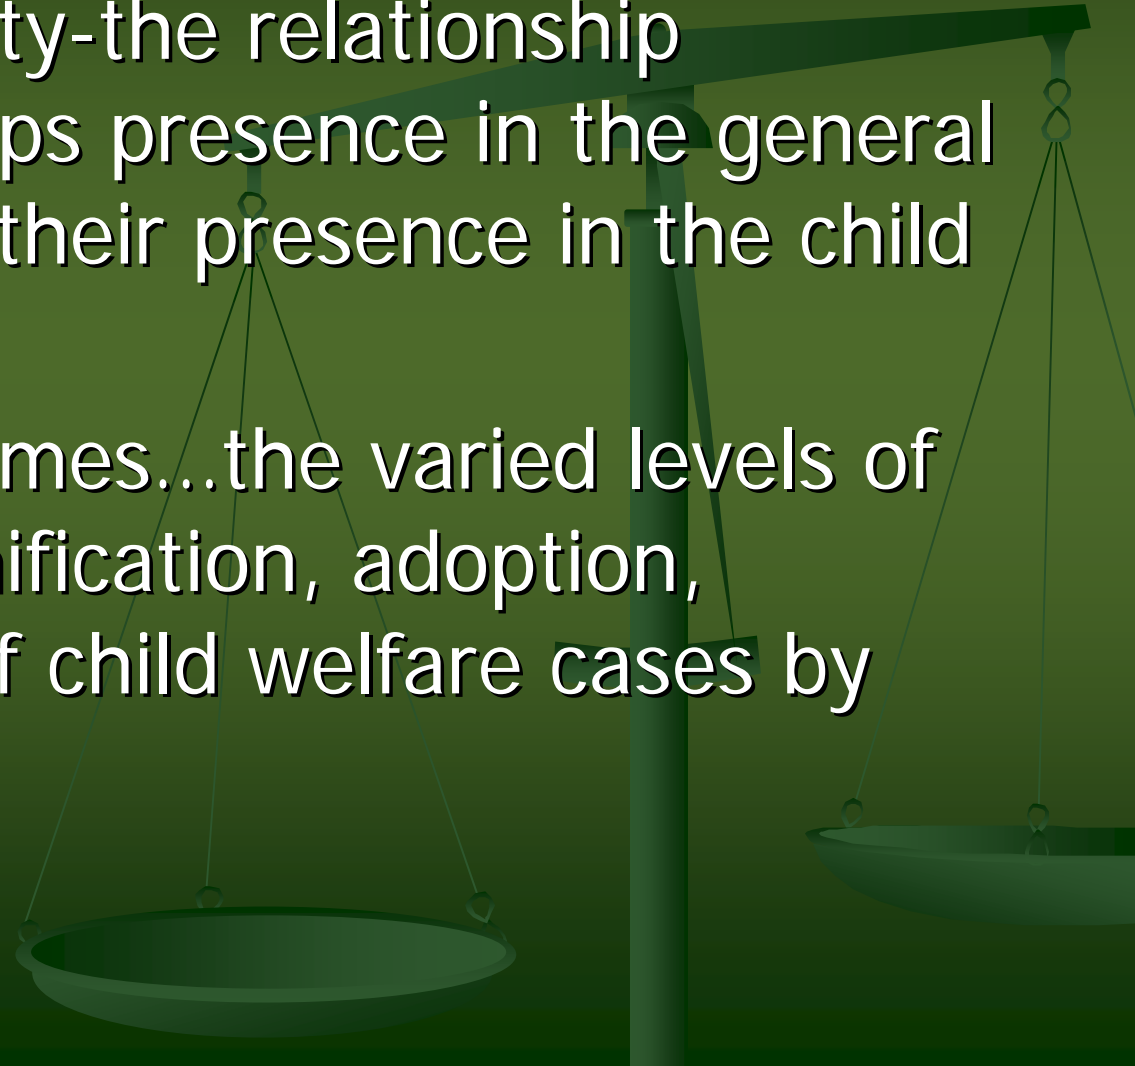 ty-the relationship
ps presence in the general
their presence in the child
mes…the varied levels of
ification, adoption,
f child welfare cases by